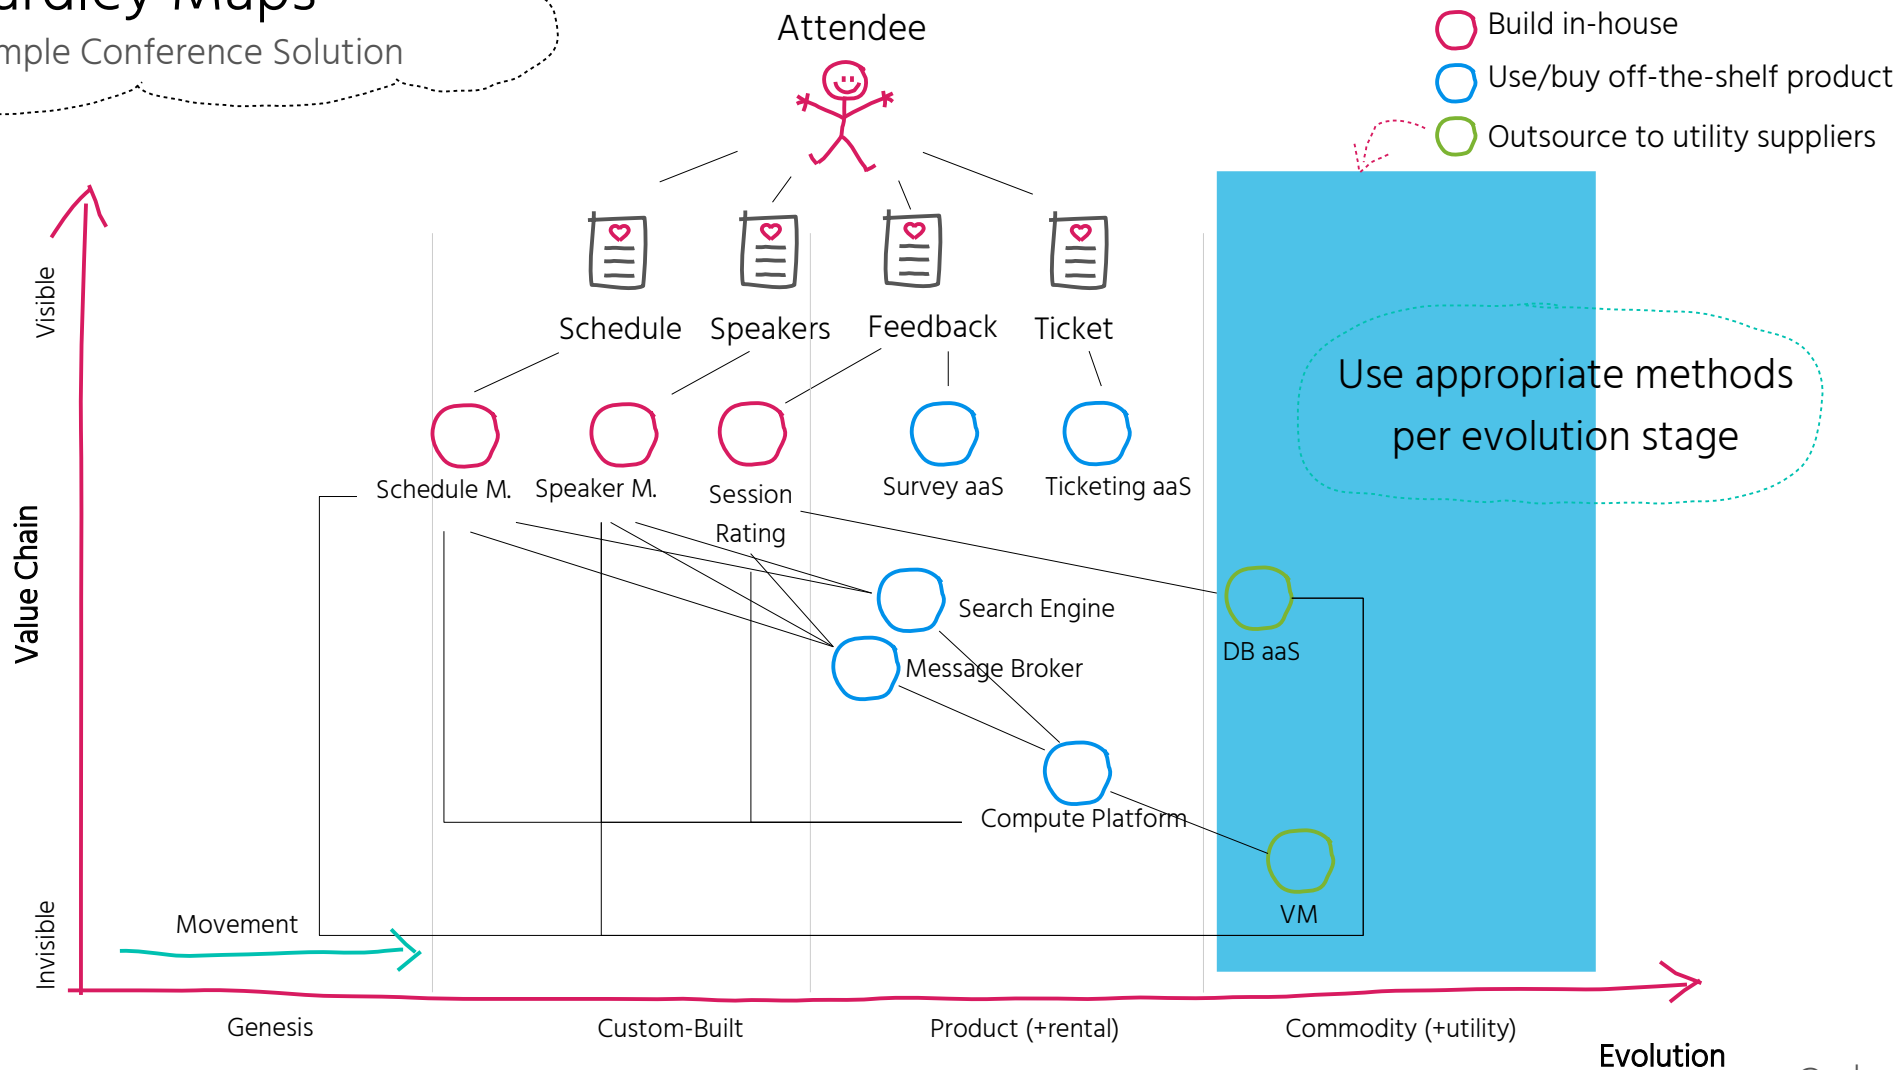 Maps
Conference Solution
Attendee
Build in-house
Use/buy off-the-shelf product
Outsource to utility suppliers
Visible
Value Chain
Invisible
Schedule
Speakers
Feedback
Ticket
Use appropriate methods
per evolution stage
Schedule M.
Speaker M.
Session
Rating
Survey aaS
Ticketing aaS
Search Engine
Message Broker
DB aaS
Compute Platform
VM
Movement
Genesis
Custom-Built
Product (+rental)
Commodity (+utility)
Evolution